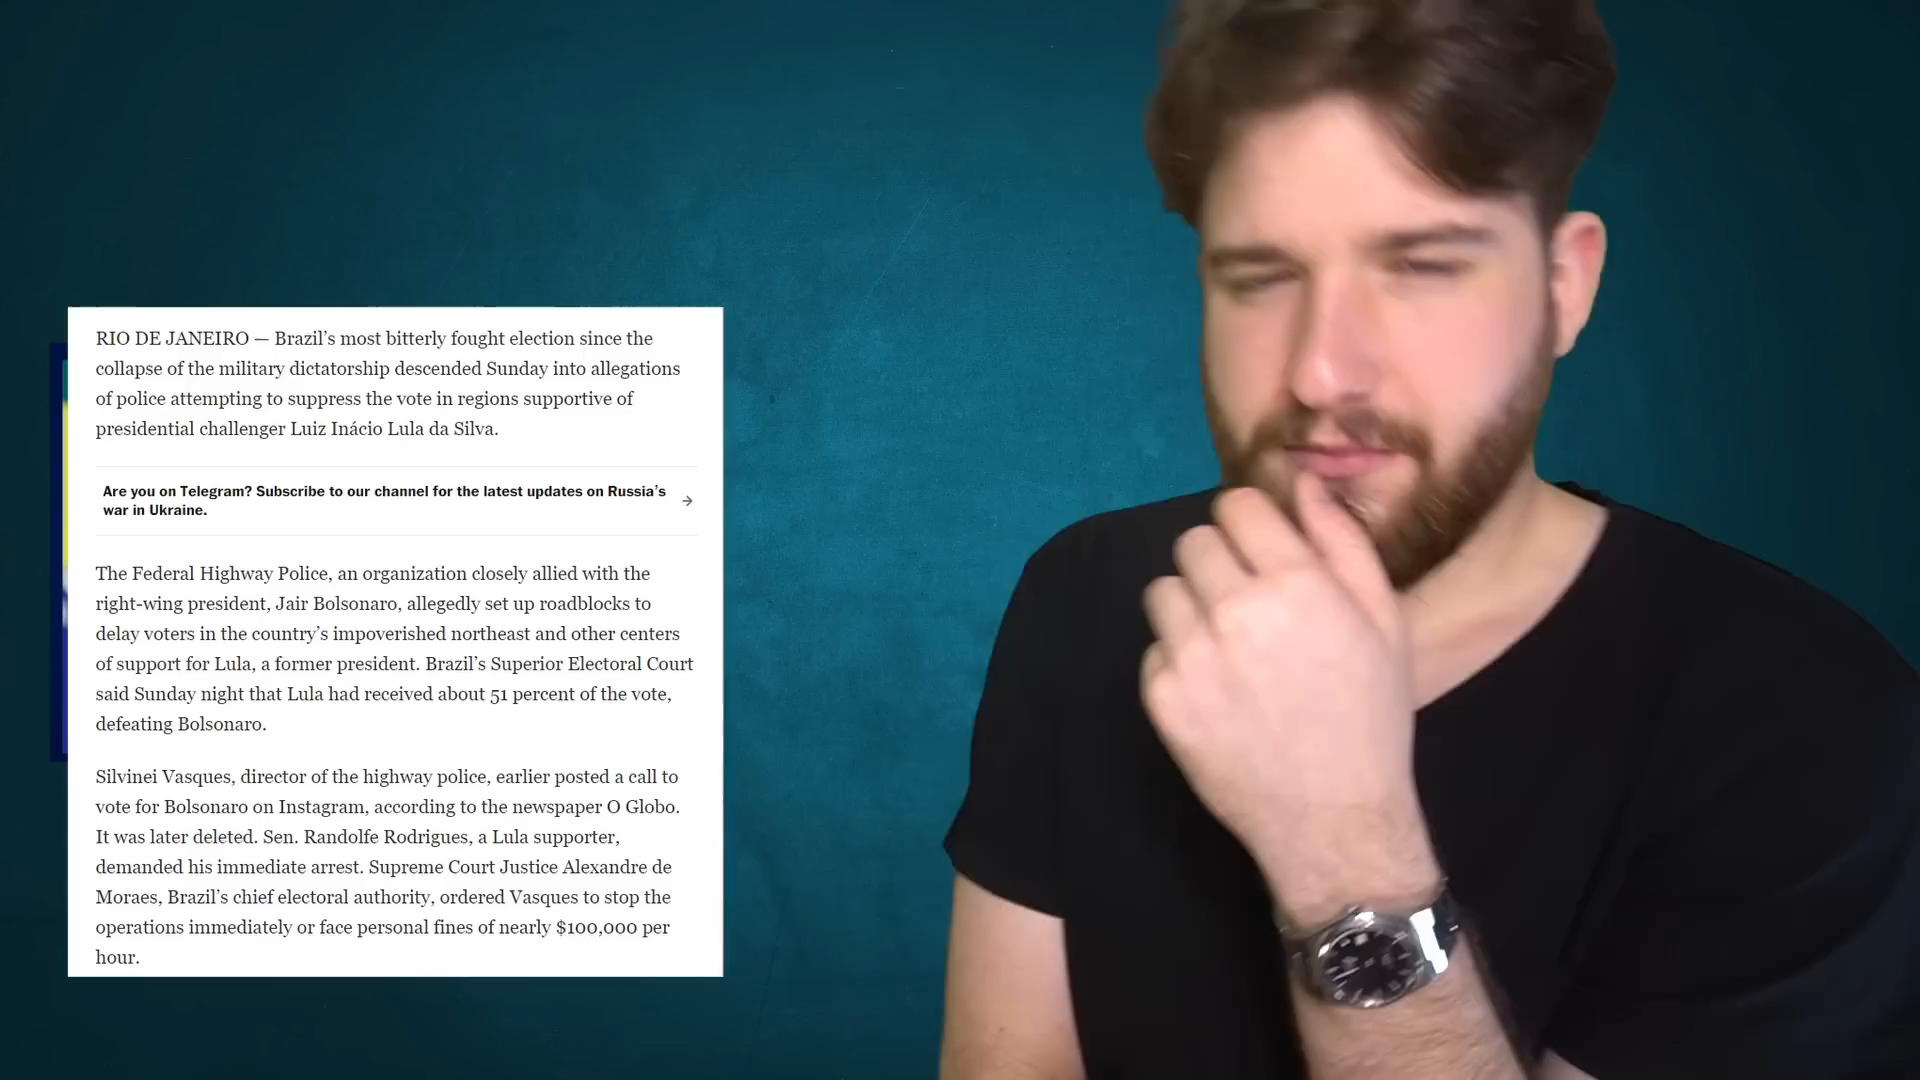 RIO DE JANEIRO — Brazil’s most bitterly fought election since the
collapse of the military dictatorship descended Sunday into allegations
of police attempting to suppress the vote in regions supportive of
presidential challenger Luiz Inácio Lula da Silva.
Are you on Telegram? Subscribe to our channel for the latest updates on Russia’s
war in Ukraine.
The Federal Highway Police, an organization closely allied with the
right-wing president, Jair Bolsonaro, allegedly set up roadblocks to
delay voters in the country’s impoverished northeast and other centers
of support for Lula, a former president. Brazil’s Superior Electoral Court
said Sunday night that Lula had received about 51 percent of the vote,
defeating Bolsonaro.
Silvinei Vasques, director of the highway police, earlier posted a call to
vote for Bolsonaro on Instagram, according to the newspaper O Globo.
It was later deleted. Sen. Randolfe Rodrigues, a Lula supporter,
demanded his immediate arrest. Supreme Court Justice Alexandre de
Moraes, Brazil’s chief electoral authority, ordered Vasques to stop the
operations immediately or face personal fines of nearly $100,000 per
hour.